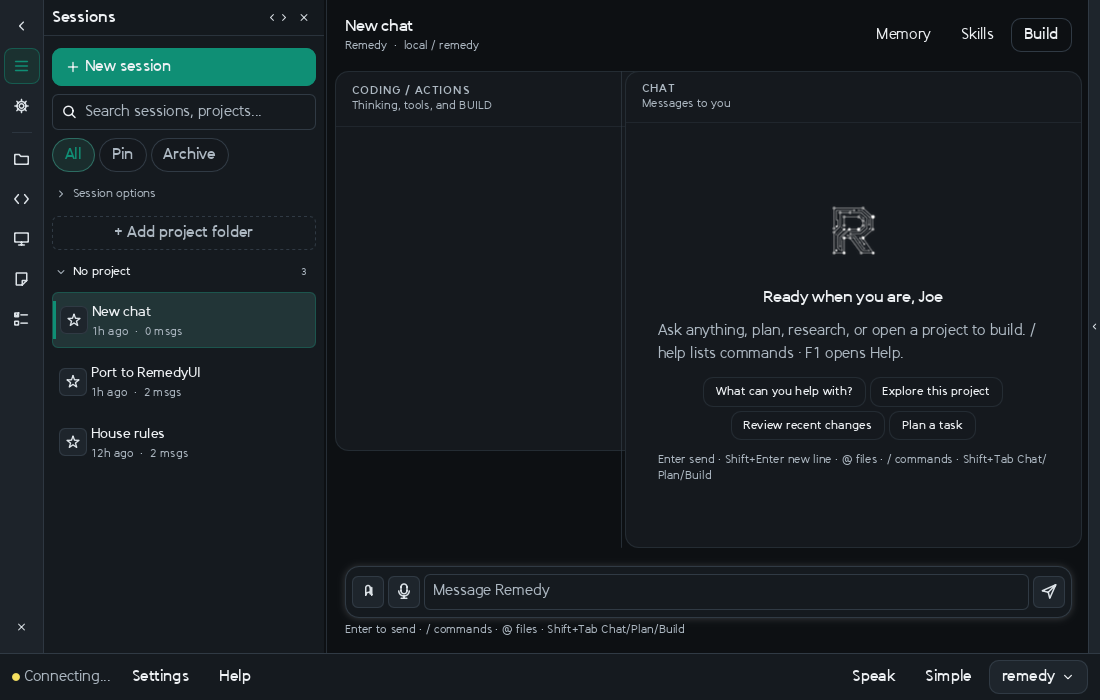 Sessions
New session
Search sessions, projects...
All
Pin
Archive
Session options
+ Add project folder
No project
3
New chat
1h ago · 0 msgs
Port to RemedyUI
1h ago · 2 msgs
House rules
12h ago · 2 msgs
New chat
Remedy · local / remedy
Memory
Skills
Build
CODING / ACTIONS
Thinking, tools, and BUILD
CHAT
Messages to you
R
Ready when you are, Joe
Ask anything, plan, research, or open a project to build. /
help lists commands · F1 opens Help.
What can you help with?
Explore this project
Review recent changes
Plan a task
Enter send · Shift+Enter new line · @ files · / commands · Shift+Tab Chat/
Plan/Build
Message Remedy
Enter to send · / commands · @ files · Shift+Tab Chat/Plan/Build
Connecting...
Settings
Help
Speak
Simple
remedy